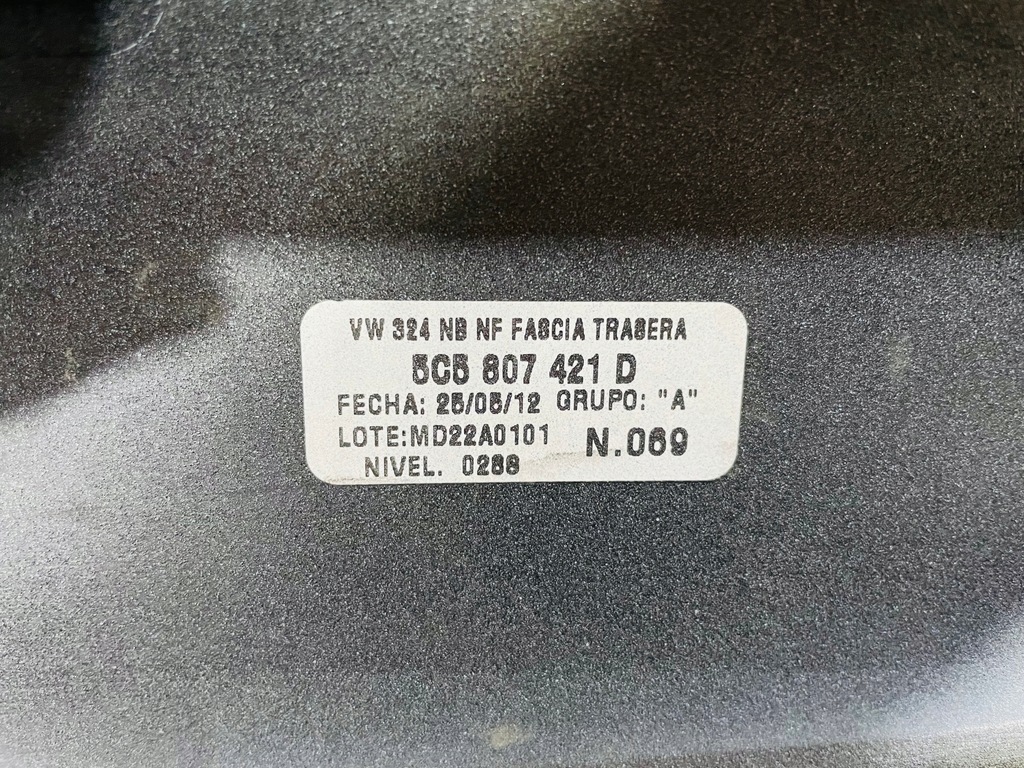 VW 324 NB NF FASCIA TRASERA
5C5 807 421 D
FECHA: 25/05/12 GRUPO: "A"
LOTE:MD22A0101 N.069
NIVEL. 0288